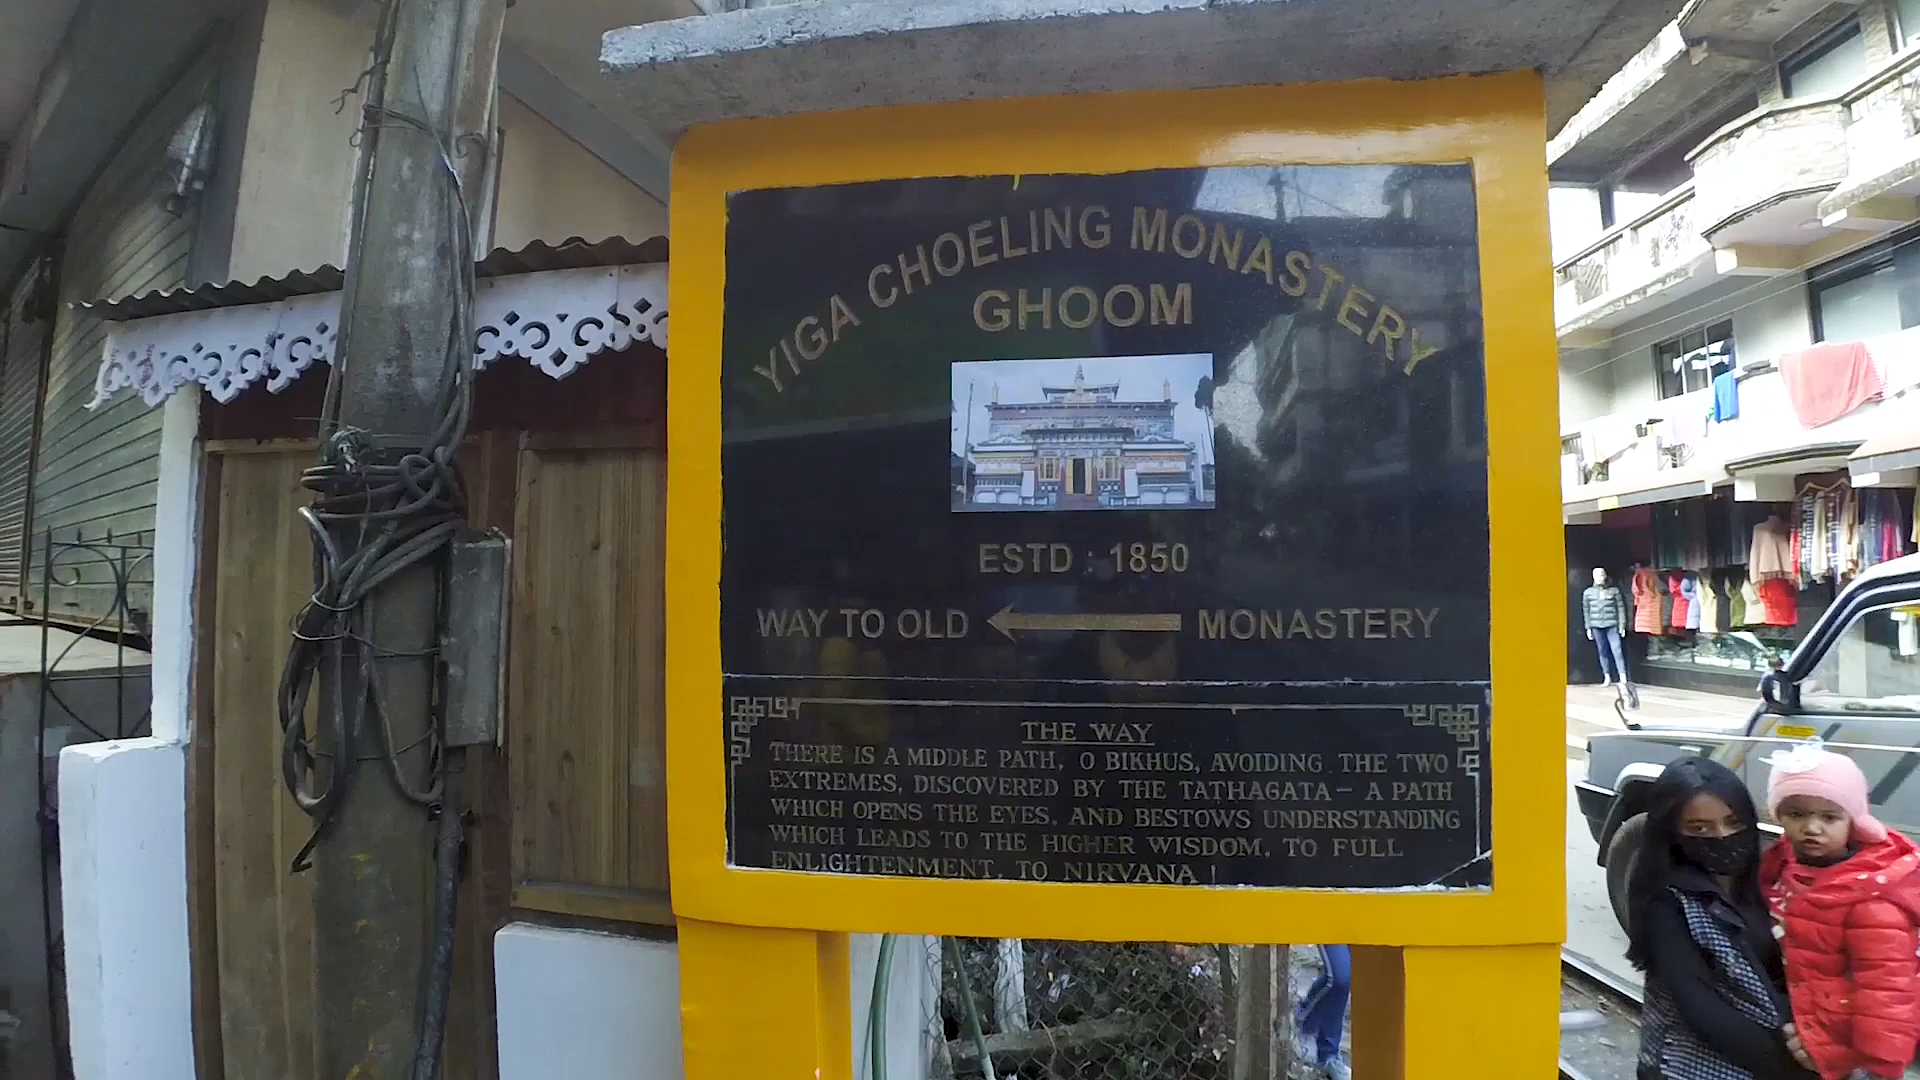 YIGA CHOELING MONASTERY
GHOOM
ESTD : 1850
WAY TO OLD ← MONASTERY
THE WAY
THERE IS A MIDDLE PATH, O BIKHUS, AVOIDING THE TWO
EXTREMES, DISCOVERED BY THE TATHAGATA — A PATH
WHICH OPENS THE EYES, AND BESTOWS UNDERSTANDING
WHICH LEADS TO THE HIGHER WISDOM, TO FULL
ENLIGHTENMENT, TO NIRVANA !